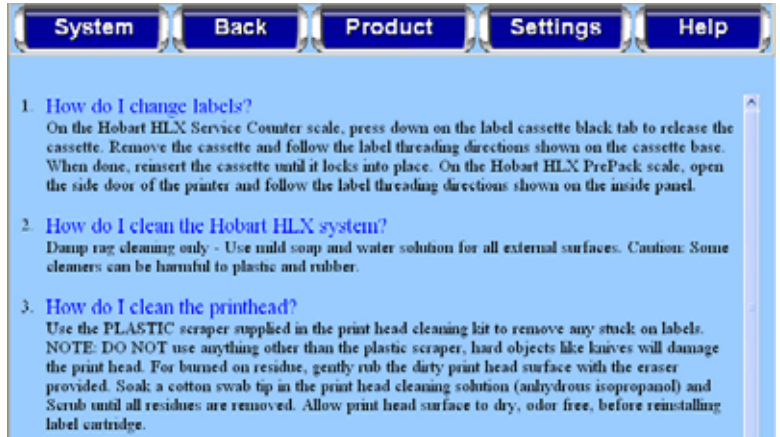 System Back Product Settings Help
1. How do I change labels?
On the Hobart HLX Service Counter scale, press down on the label cassette black tab to release the
cassette. Remove the cassette and follow the label threading directions shown on the cassette base.
When done, reinsert the cassette until it locks into place. On the Hobart HLX PrePack scale, open
the side door of the printer and follow the label threading directions shown on the inside panel.
2. How do I clean the Hobart HLX system?
Damp rag cleaning only - Use mild soap and water solution for all external surfaces. Caution: Some
cleaners can be harmful to plastic and rubber.
3. How do I clean the printhead?
Use the PLASTIC scraper supplied in the print head cleaning kit to remove any stuck on labels.
NOTE: DO NOT use anything other than the plastic scraper, hard objects like knives will damage
the print head. For burned on residue, gently rub the dirty print head surface with the eraser
provided. Soak a cotton swab tip in the print head cleaning solution (anhydrous isopropanol) and
Scrub until all residues are removed. Allow print head surface to dry, odor free, before reinstalling
label cartridge.